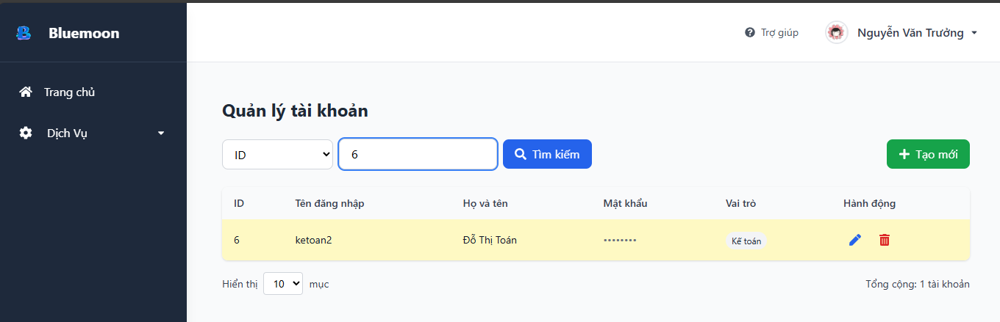 Bluemoon
Trợ giúp
Nguyễn Văn Trưởng
Trang chủ
Dịch Vụ
Quản lý tài khoản
ID 6 Tìm kiếm Tạo mới
ID Tên đăng nhập Họ và tên Mật khẩu Vai trò Hành động
6 ketoan2 Đỗ Thị Toán •••••••• Kế toán
Hiển thị 10 mục Tổng cộng: 1 tài khoản